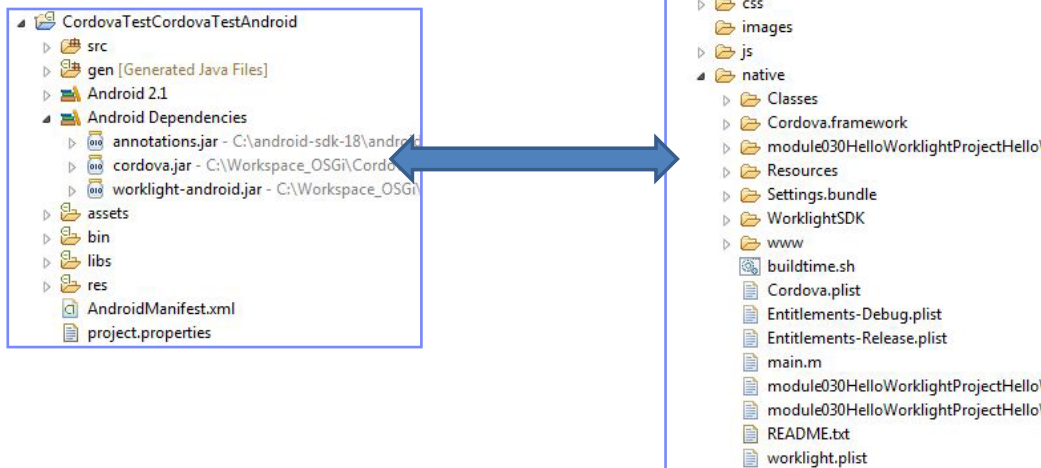 CordovaTestCordovaTestAndroid
src
gen [Generated Java Files]
Android 2.1
Android Dependencies
annotations.jar - C:\android-sdk-18\android
cordova.jar - C:\Workspace_OSGi\Cordo
worklight-android.jar - C:\Workspace_OSGi\
assets
bin
libs
res
AndroidManifest.xml
project.properties
css
images
js
native
Classes
Cordova.framework
module030HelloWorklightProjectHello
Resources
Settings.bundle
WorklightSDK
www
buildtime.sh
Cordova.plist
Entitlements-Debug.plist
Entitlements-Release.plist
main.m
module030HelloWorklightProjectHello
module030HelloWorklightProjectHello
README.txt
worklight.plist